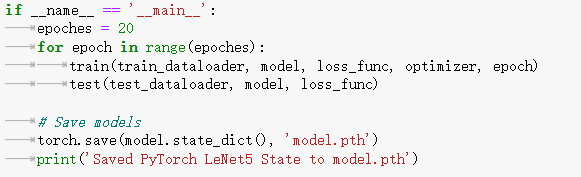 if __name__ == '__main__':
    epoches = 20
    for epoch in range(epoches):
        train(train_dataloader, model, loss_func, optimizer, epoch)
        test(test_dataloader, model, loss_func)

    # Save models
    torch.save(model.state_dict(), 'model.pth')
    print('Saved PyTorch LeNet5 State to model.pth')